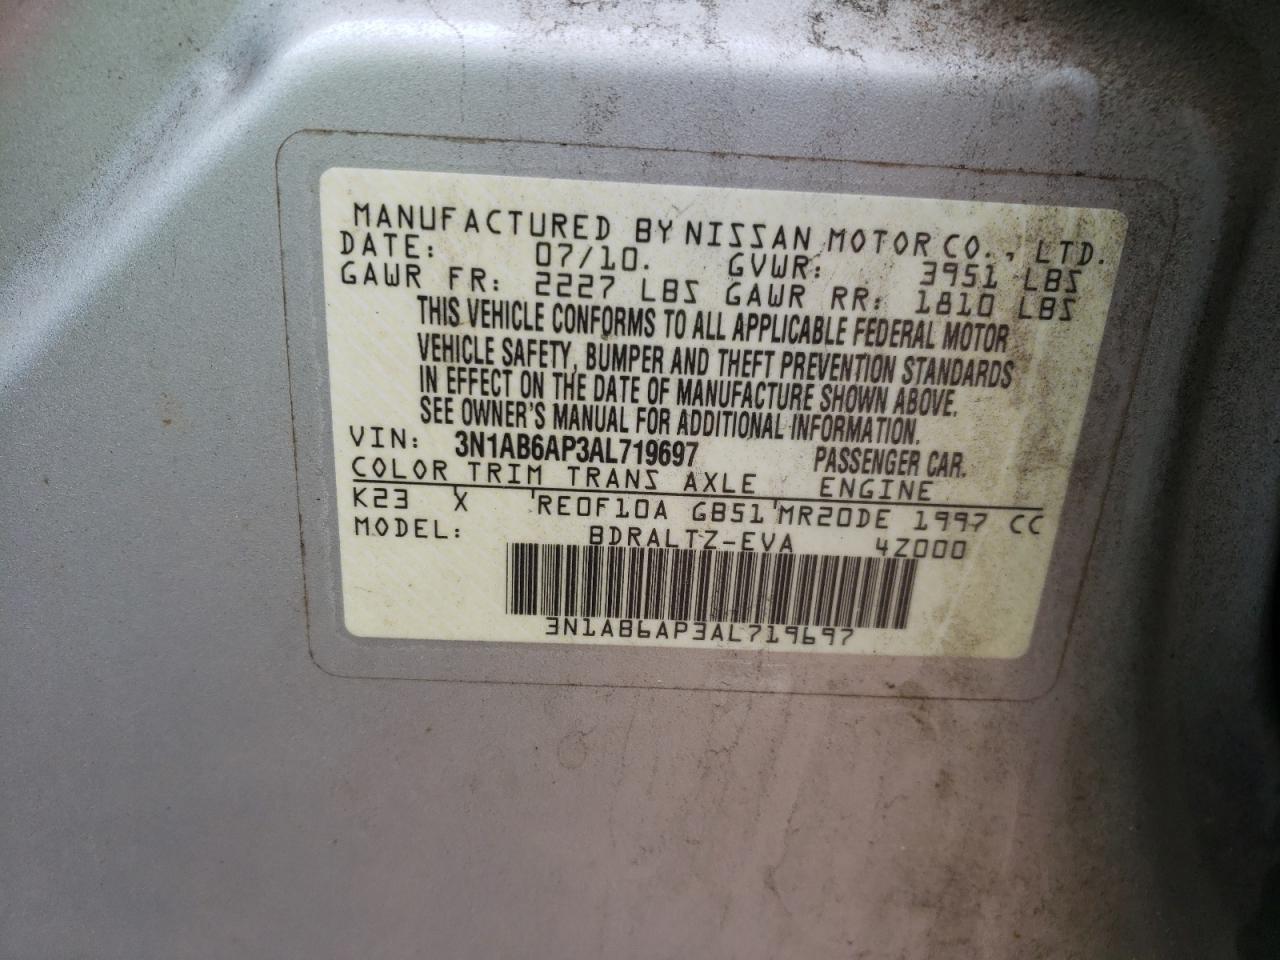 MANUFACTURED BY NISSAN MOTOR CO., LTD.
DATE: 07/10. GVWR: 3951 LBS
GAWR FR: 2227 LBS GAWR RR: 1810 LBS
THIS VEHICLE CONFORMS TO ALL APPLICABLE FEDERAL MOTOR
VEHICLE SAFETY, BUMPER AND THEFT PREVENTION STANDARDS
IN EFFECT ON THE DATE OF MANUFACTURE SHOWN ABOVE.
SEE OWNER'S MANUAL FOR ADDITIONAL INFORMATION.
VIN: 3N1AB6AP3AL719697 PASSENGER CAR.
COLOR TRIM TRANS AXLE ENGINE
K23 X RE0F10A GB51 MR20DE 1997 CC
MODEL: BDRALTZ-EVA 4Z000
3N1AB6AP3AL719697